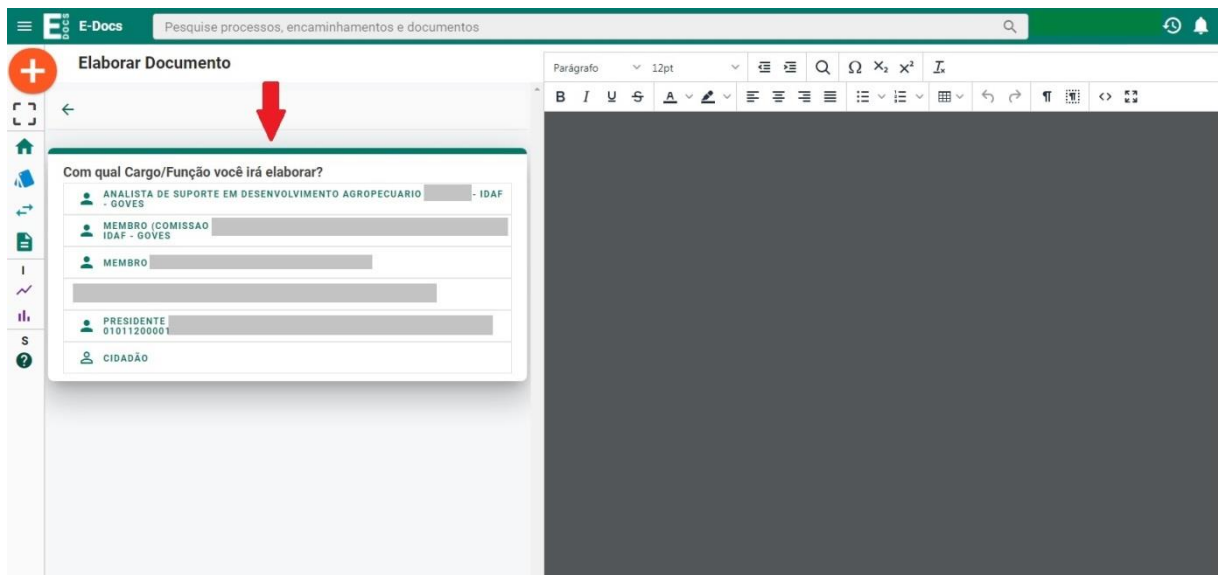 E-Docs
E-Docs
Pesquise processos, encaminhamentos e documentos
Elaborar Documento
Parágrafo
12pt
Com qual Cargo/Função você irá elaborar?
ANALISTA DE SUPORTE EM DESENVOLVIMENTO AGROPECUARIO - IDAF
- GOVES
MEMBRO (COMISSAO
IDAF - GOVES
MEMBRO
PRESIDENTE
01011200001
CIDADÃO
I
S